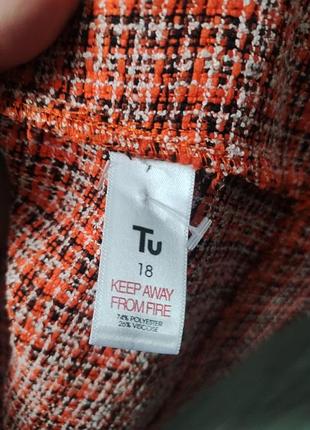 Tu
18
KEEP AWAY
FROM FIRE
74% POLYESTER
26% VISCOSE